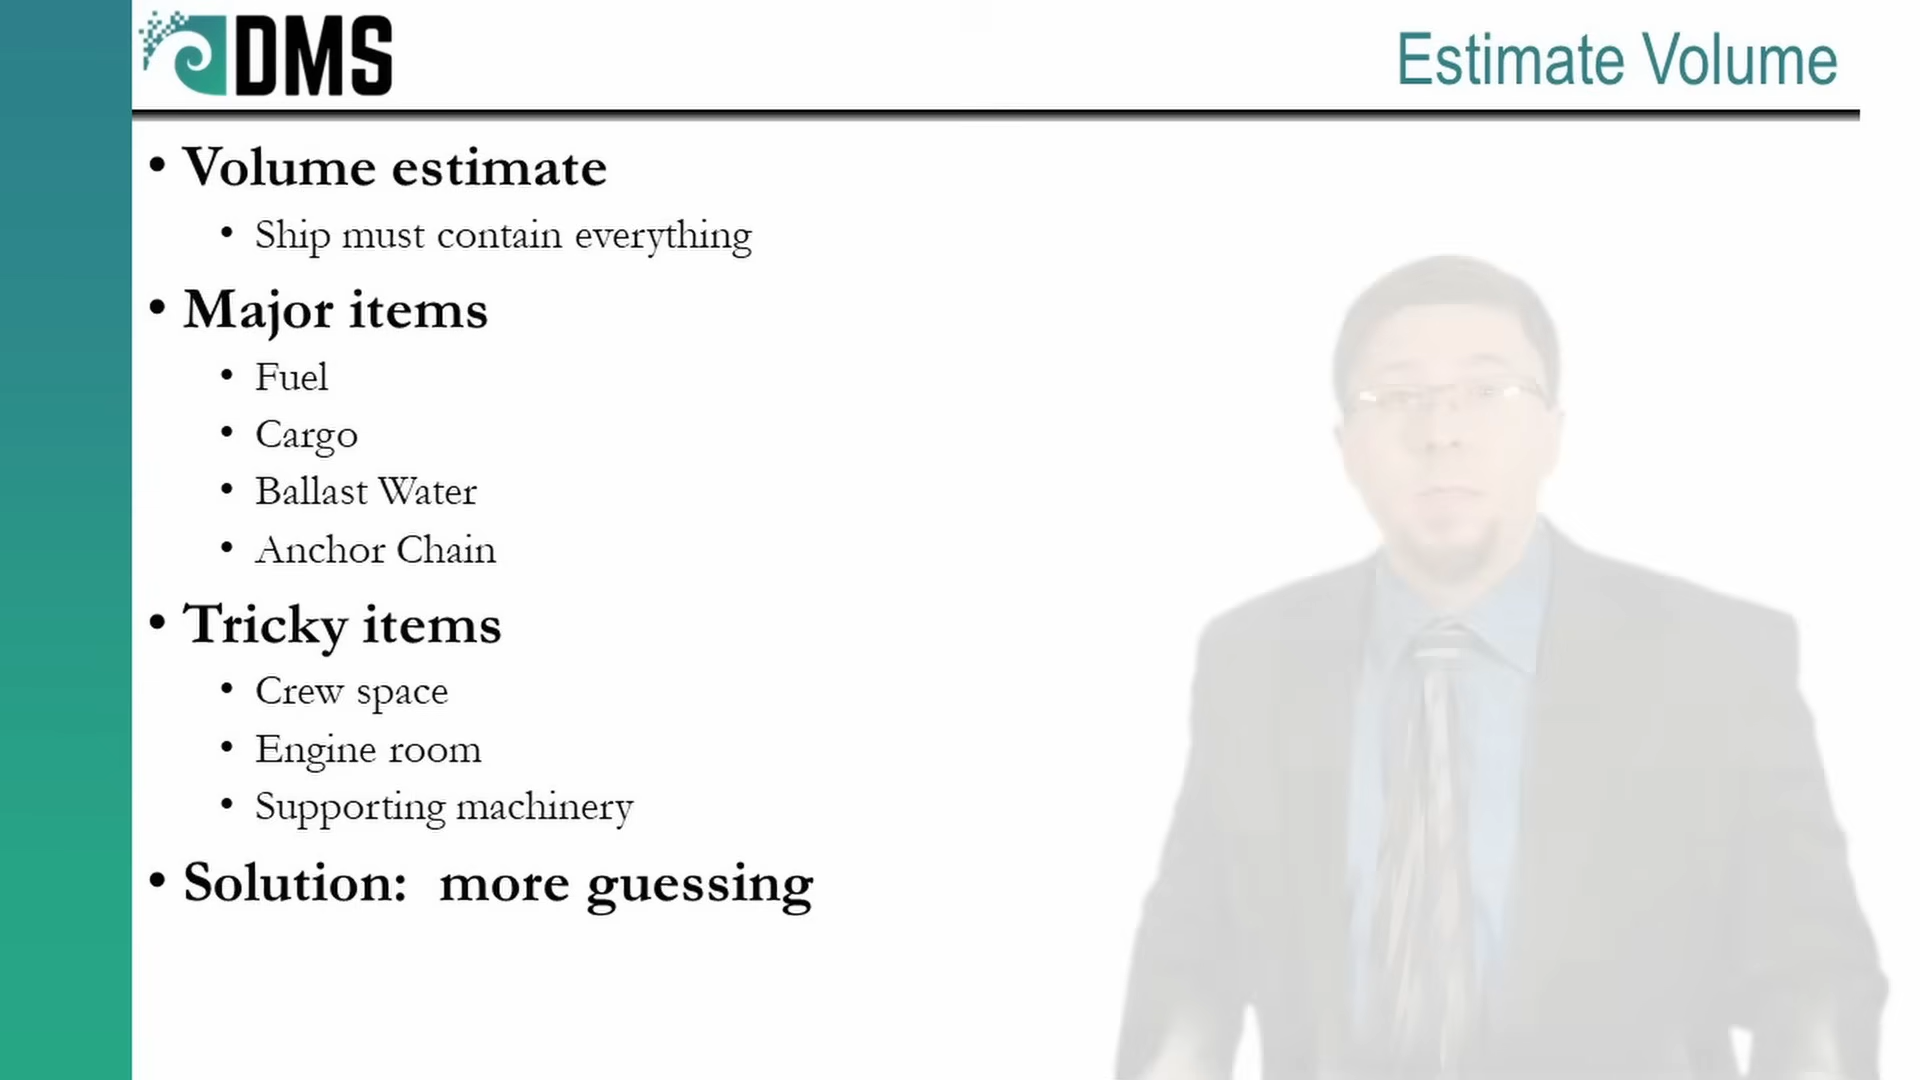 DMS
Estimate Volume
• Volume estimate
• Ship must contain everything
• Major items
• Fuel
• Cargo
• Ballast Water
• Anchor Chain
• Tricky items
• Crew space
• Engine room
• Supporting machinery
• Solution:  more guessing